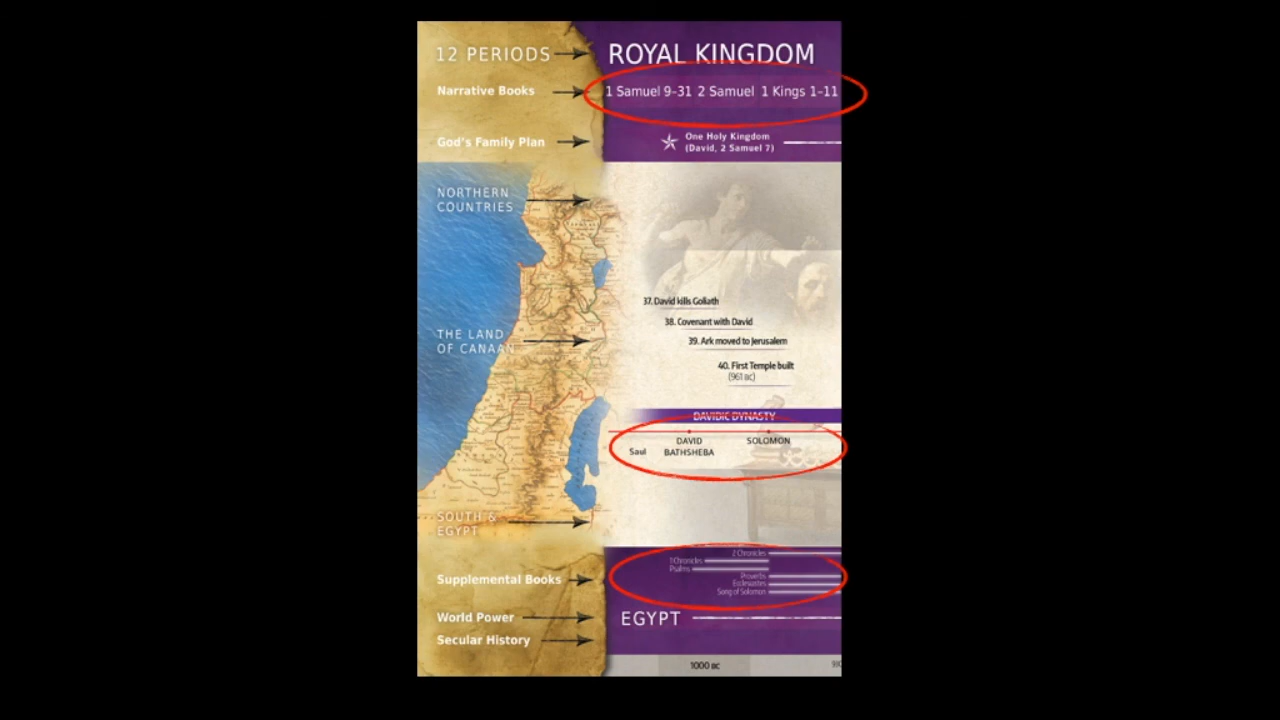 12 PERIODS
ROYAL KINGDOM
Narrative Books
1 Samuel 9–31 2 Samuel 1 Kings 1–11
God's Family Plan
One Holy Kingdom
(David, 2 Samuel 7)
NORTHERN
COUNTRIES
37. David kills Goliath
38. Covenant with David
THE LAND
OF CANAAN
39. Ark moved to Jerusalem
40. First Temple built
(961 BC)
DAVIDIC DYNASTY
DAVID
SOLOMON
Saul
BATHSHEBA
SOUTH &
EGYPT
2 Chronicles
1 Chronicles
Psalms
Supplemental Books
Proverbs
Ecclesiastes
Song of Solomon
World Power
EGYPT
Secular History
1000 BC